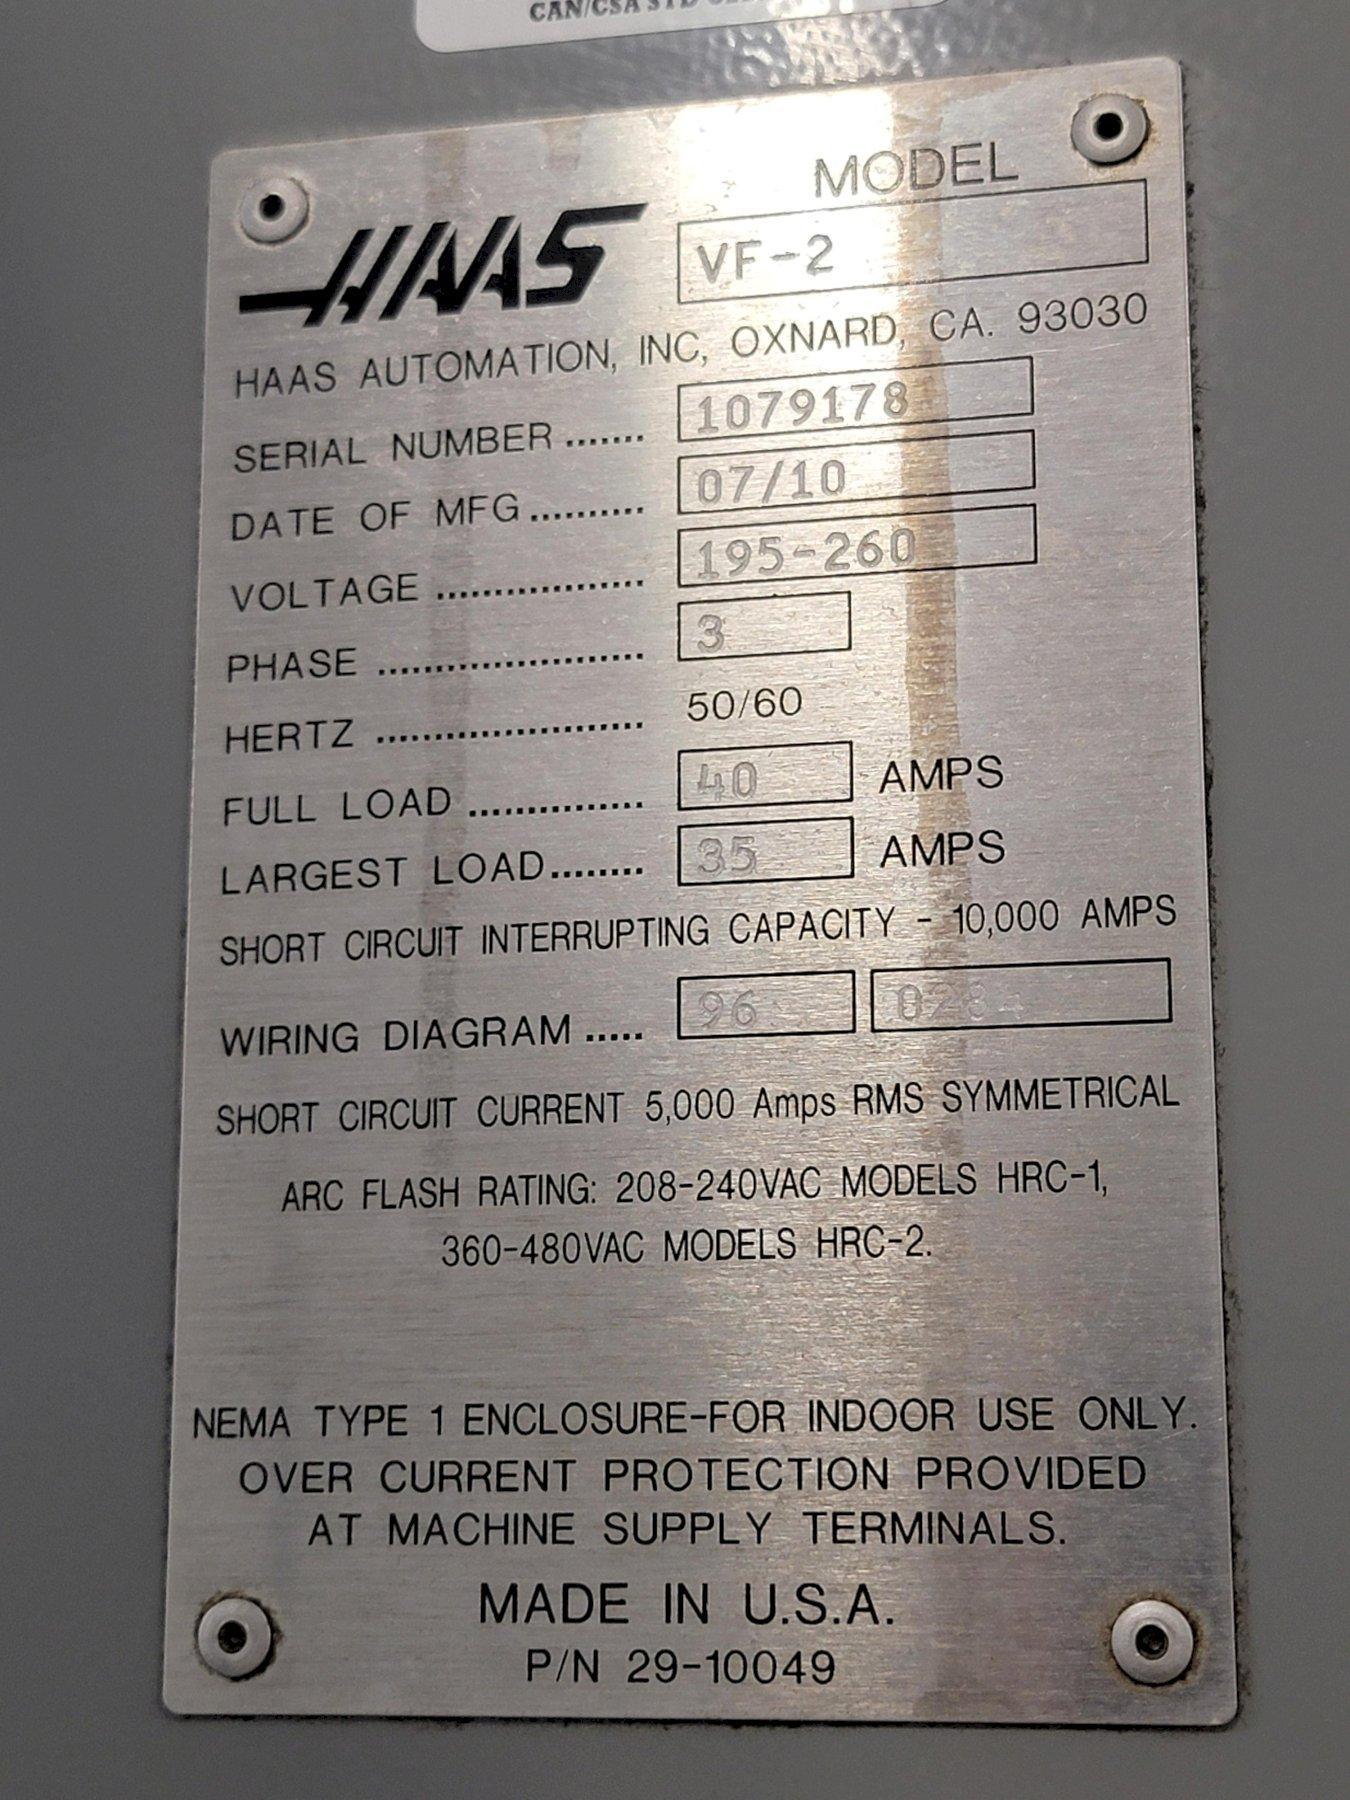 CAN/CSA STD
HAAS
MODEL
VF-2
HAAS AUTOMATION, INC, OXNARD, CA. 93030
SERIAL NUMBER ....... 1079178
DATE OF MFG .......... 07/10
VOLTAGE .................. 195-260
PHASE ....................... 3
HERTZ ....................... 50/60
FULL LOAD ............... 40 AMPS
LARGEST LOAD........ 35 AMPS
SHORT CIRCUIT INTERRUPTING CAPACITY - 10,000 AMPS
WIRING DIAGRAM ..... 96
SHORT CIRCUIT CURRENT 5,000 Amps RMS SYMMETRICAL
ARC FLASH RATING: 208-240VAC MODELS HRC-1,
360-480VAC MODELS HRC-2.
NEMA TYPE 1 ENCLOSURE-FOR INDOOR USE ONLY.
OVER CURRENT PROTECTION PROVIDED
AT MACHINE SUPPLY TERMINALS.
MADE IN U.S.A.
P/N 29-10049